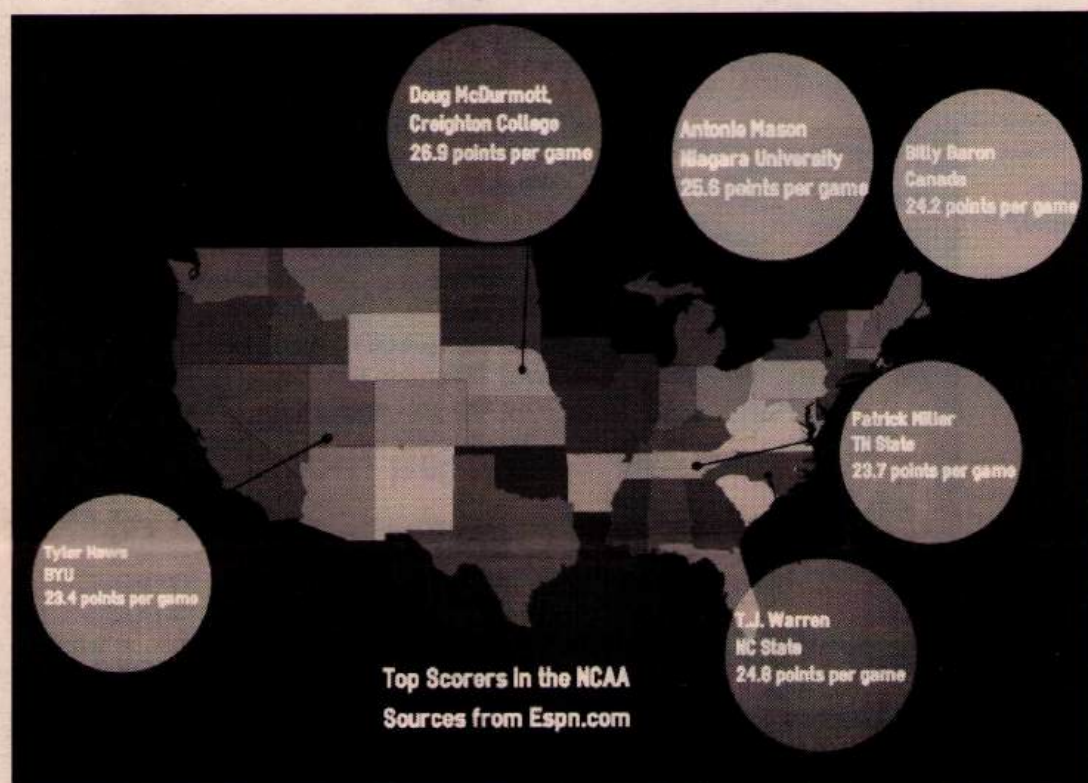 Doug McDurmott,
Creighton College
26.9 points per game
Antonio Mason
Niagara University
25.6 points per game
Billy Baron
Canada
24.2 points per game
Patrick Miller
TN State
23.7 points per game
Tyler Haws
BYU
23.4 points per game
T.J. Warren
NC State
24.8 points per game
Top Scorers in the NCAA
Sources from Espn.com